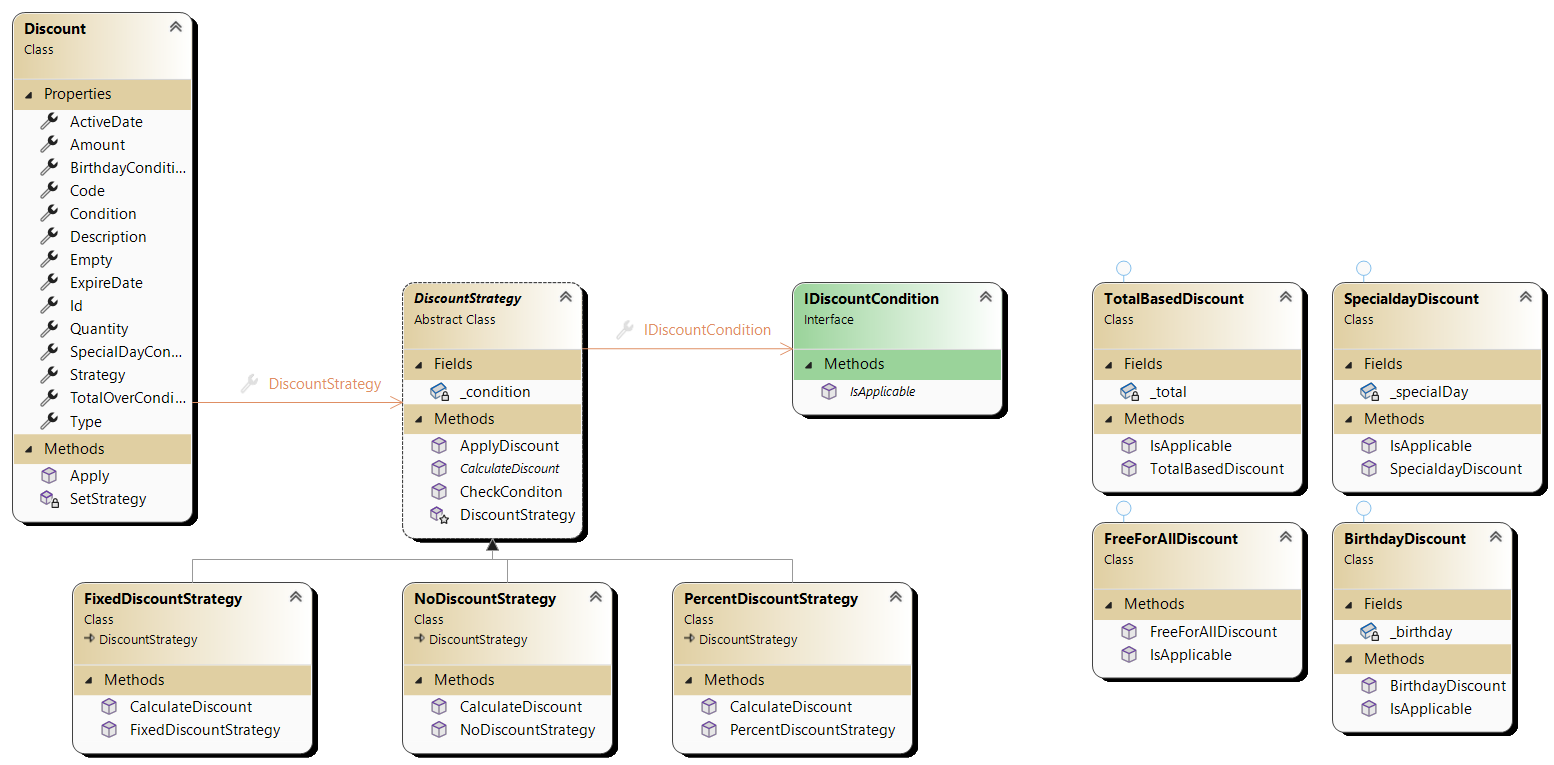 Discount
Class
Properties
ActiveDate
Amount
BirthdayConditi...
Code
Condition
Description
Empty
ExpireDate
Id
Quantity
SpecialDayCon...
Strategy
TotalOverCondi...
Type
Methods
Apply
SetStrategy
DiscountStrategy
DiscountStrategy
Abstract Class
Fields
_condition
Methods
ApplyDiscount
CalculateDiscount
CheckConditon
DiscountStrategy
IDiscountCondition
IDiscountCondition
Interface
Methods
IsApplicable
TotalBasedDiscount
Class
Fields
_total
Methods
IsApplicable
TotalBasedDiscount
SpecialdayDiscount
Class
Fields
_specialDay
Methods
IsApplicable
SpecialdayDiscount
FixedDiscountStrategy
Class
DiscountStrategy
Methods
CalculateDiscount
FixedDiscountStrategy
NoDiscountStrategy
Class
DiscountStrategy
Methods
CalculateDiscount
NoDiscountStrategy
PercentDiscountStrategy
Class
DiscountStrategy
Methods
CalculateDiscount
PercentDiscountStrategy
FreeForAllDiscount
Class
Methods
FreeForAllDiscount
IsApplicable
BirthdayDiscount
Class
Fields
_birthday
Methods
BirthdayDiscount
IsApplicable